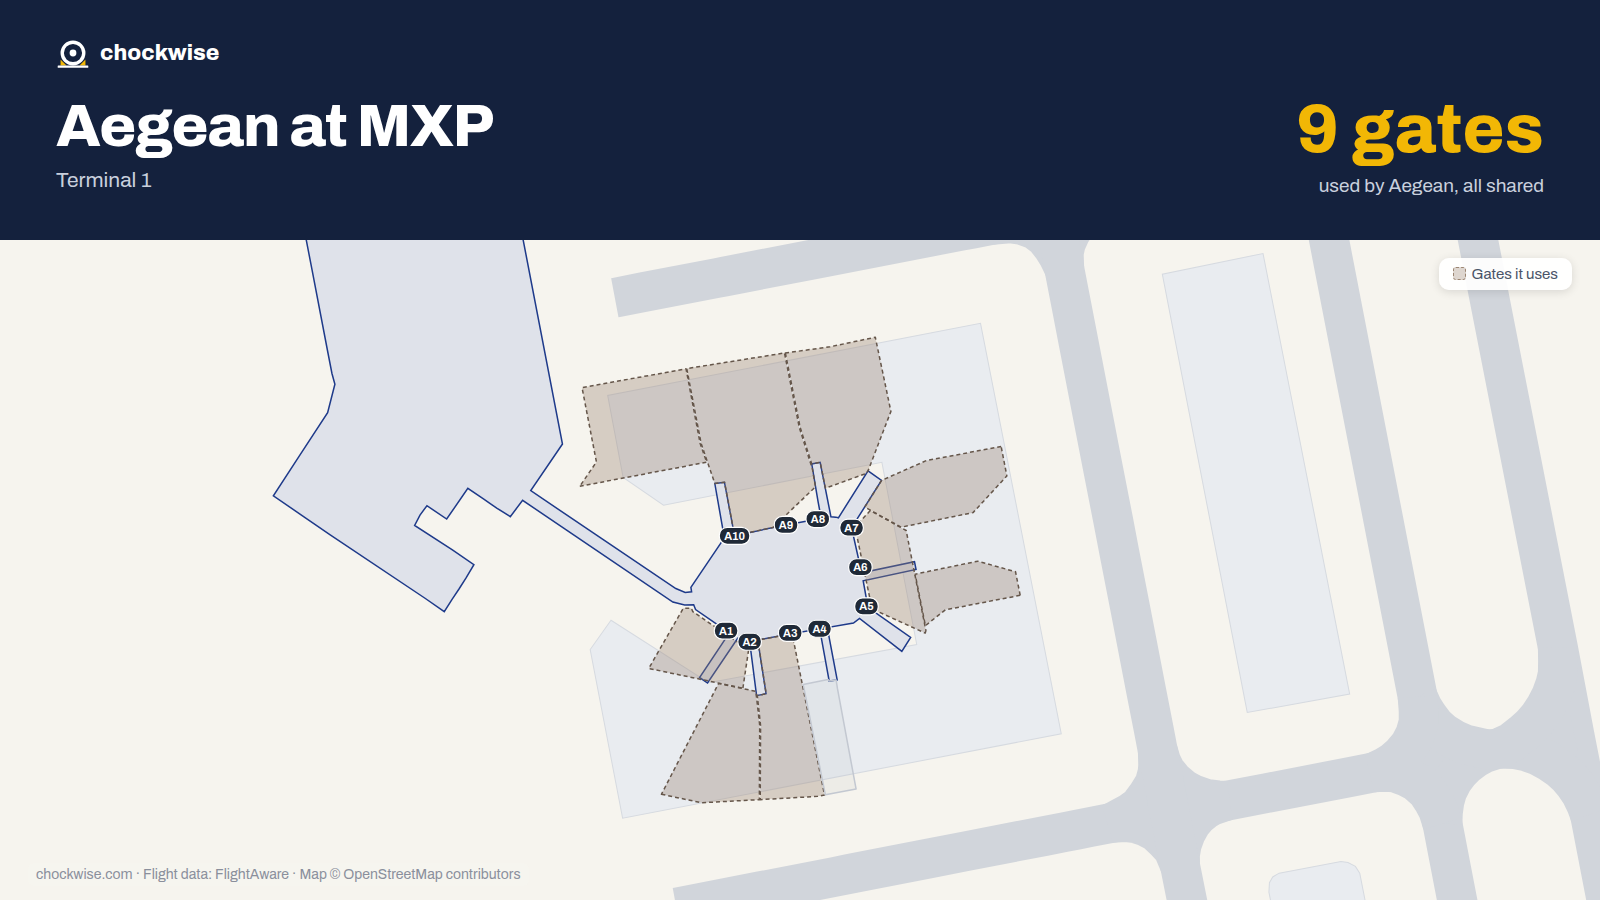 chockwise
Aegean at MXP
Terminal 1
9 gates
used by Aegean, all shared
Gates it uses
A10
A9
A8
A7
A6
A5
A1
A2
A3
A4
chockwise.com · Flight data: FlightAware · Map © OpenStreetMap contributors